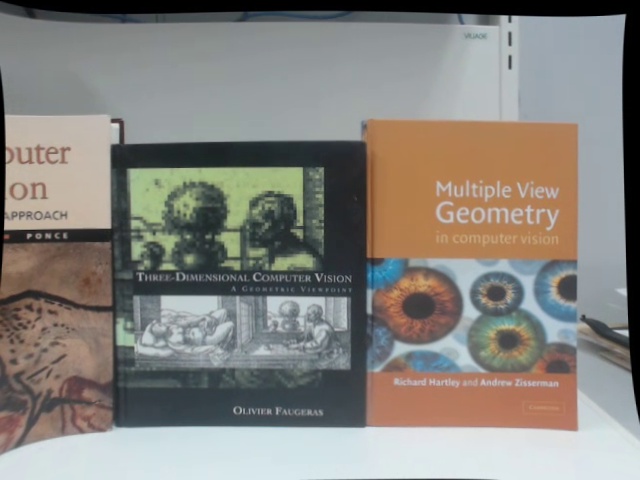 outer
ion
APPROACH
PONCE
THREE-DIMENSIONAL COMPUTER VISION
A GEOMETRIC VIEWPOINT
OLIVIER FAUGERAS
Multiple View
Geometry
in computer vision
Richard Hartley and Andrew Zisserman